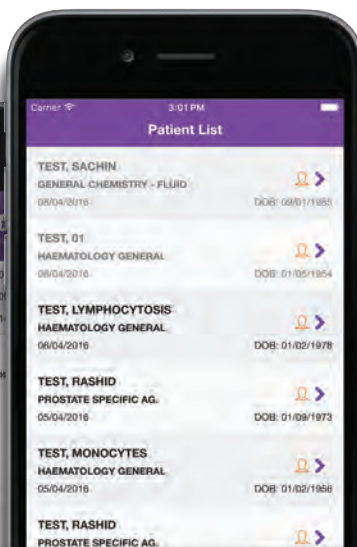 Carrier
3:01 PM
Patient List
TEST, SACHIN
GENERAL CHEMISTRY - FLUID
08/04/2016 DOB: 09/01/1985
TEST, 01
HAEMATOLOGY GENERAL
08/04/2016 DOB: 01/05/1954
TEST, LYMPHOCYTOSIS
HAEMATOLOGY GENERAL
06/04/2016 DOB: 01/02/1978
TEST, RASHID
PROSTATE SPECIFIC AG.
05/04/2016 DOB: 01/09/1973
TEST, MONOCYTES
HAEMATOLOGY GENERAL
05/04/2016 DOB: 01/02/1956
TEST, RASHID
PROSTATE SPECIFIC AG.